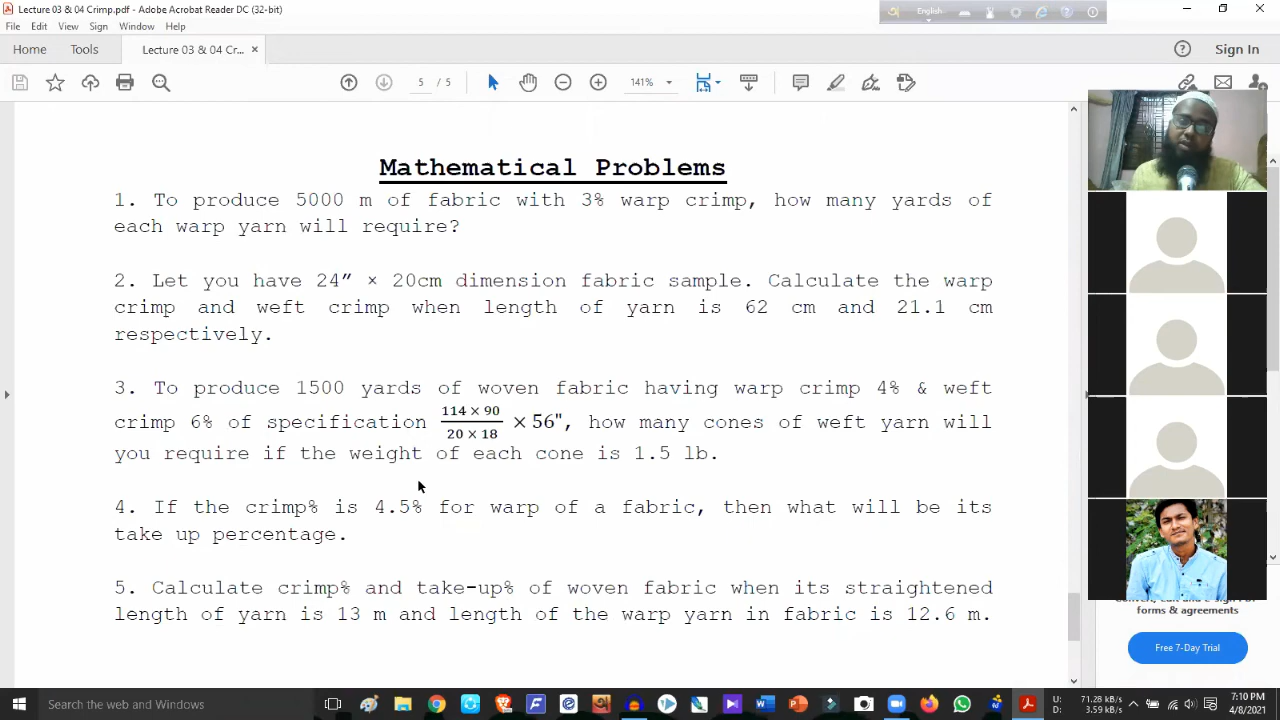 Lecture 03 & 04 Crimp.pdf - Adobe Acrobat Reader DC (32-bit)
English
File Edit View Sign Window Help
Home Tools Lecture 03 & 04 Cr... × Sign In
5 / 5 141%
Mathematical Problems
1. To produce 5000 m of fabric with 3% warp crimp, how many yards of
each warp yarn will require?
2. Let you have 24″ × 20cm dimension fabric sample. Calculate the warp
crimp and weft crimp when length of yarn is 62 cm and 21.1 cm
respectively.
3. To produce 1500 yards of woven fabric having warp crimp 4% & weft
crimp 6% of specification 114 × 90 / 20 × 18 × 56", how many cones of weft yarn will
you require if the weight of each cone is 1.5 lb.
4. If the crimp% is 4.5% for warp of a fabric, then what will be its
take up percentage.
5. Calculate crimp% and take-up% of woven fabric when its straightened
length of yarn is 13 m and length of the warp yarn in fabric is 12.6 m.
forms & agreements
Free 7-Day Trial
Search the web and Windows
U: 71.28 kB/s
D: 3.59 kB/s
7:10 PM
4/8/2021